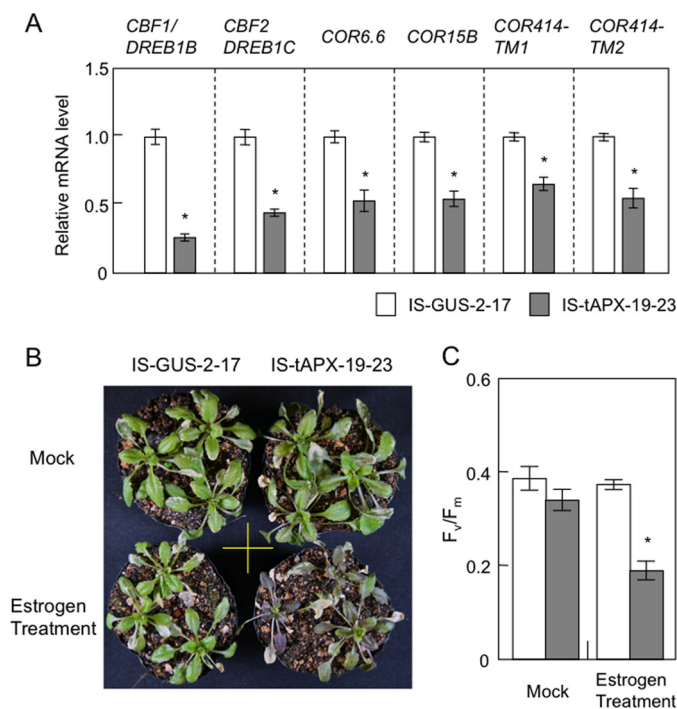 A
CBF1/ CBF2 COR6.6 COR15B COR414- COR414-
DREB1B DREB1C TM1 TM2
Relative mRNA level
1.5
1.0
0.5
0
* * * * * *
IS-GUS-2-17 IS-tAPX-19-23
B
IS-GUS-2-17 IS-tAPX-19-23
Mock
Estrogen
Treatment
C
Fv/Fm
0.6
0.4
0.2
0
*
Mock
Estrogen
Treatment